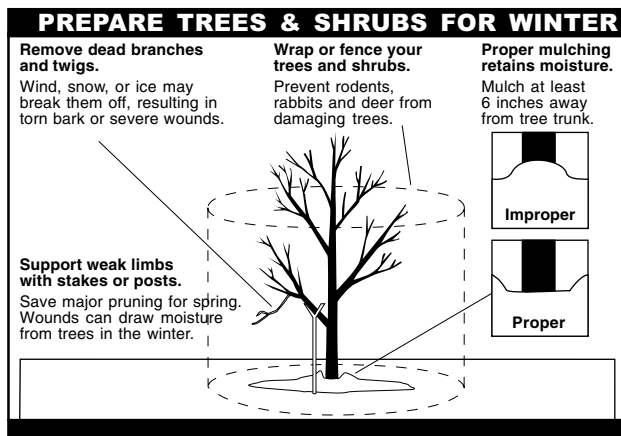 PREPARE TREES & SHRUBS FOR WINTER
Remove dead branches
and twigs.
Wind, snow, or ice may
break them off, resulting in
torn bark or severe wounds.
Wrap or fence your
trees and shrubs.
Prevent rodents,
rabbits and deer from
damaging trees.
Proper mulching
retains moisture.
Mulch at least
6 inches away
from tree trunk.
Improper
Support weak limbs
with stakes or posts.
Save major pruning for spring.
Wounds can draw moisture
from trees in the winter.
Proper